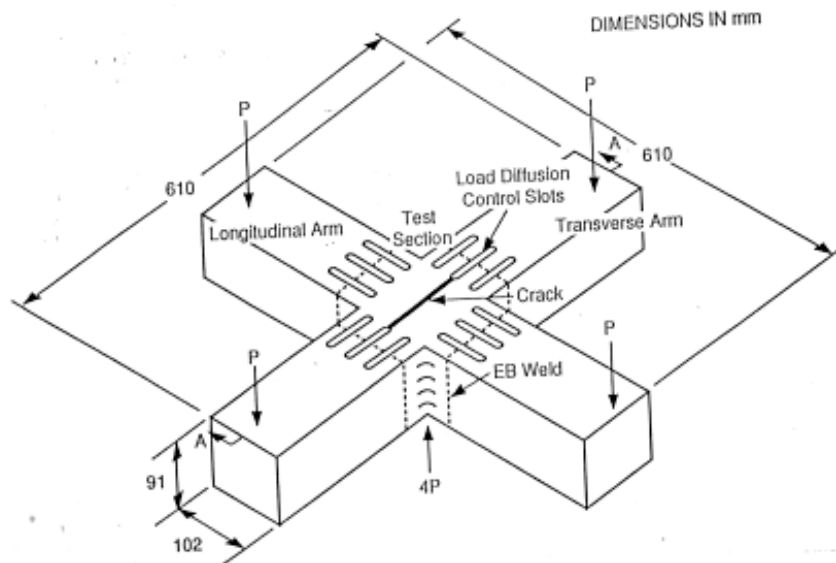 DIMENSIONS IN mm
P
P
A
610
610
Load Diffusion
Control Slots
Test
Section
Longitudinal Arm
Transverse Arm
Crack
P
P
EB Weld
A
91
4P
102